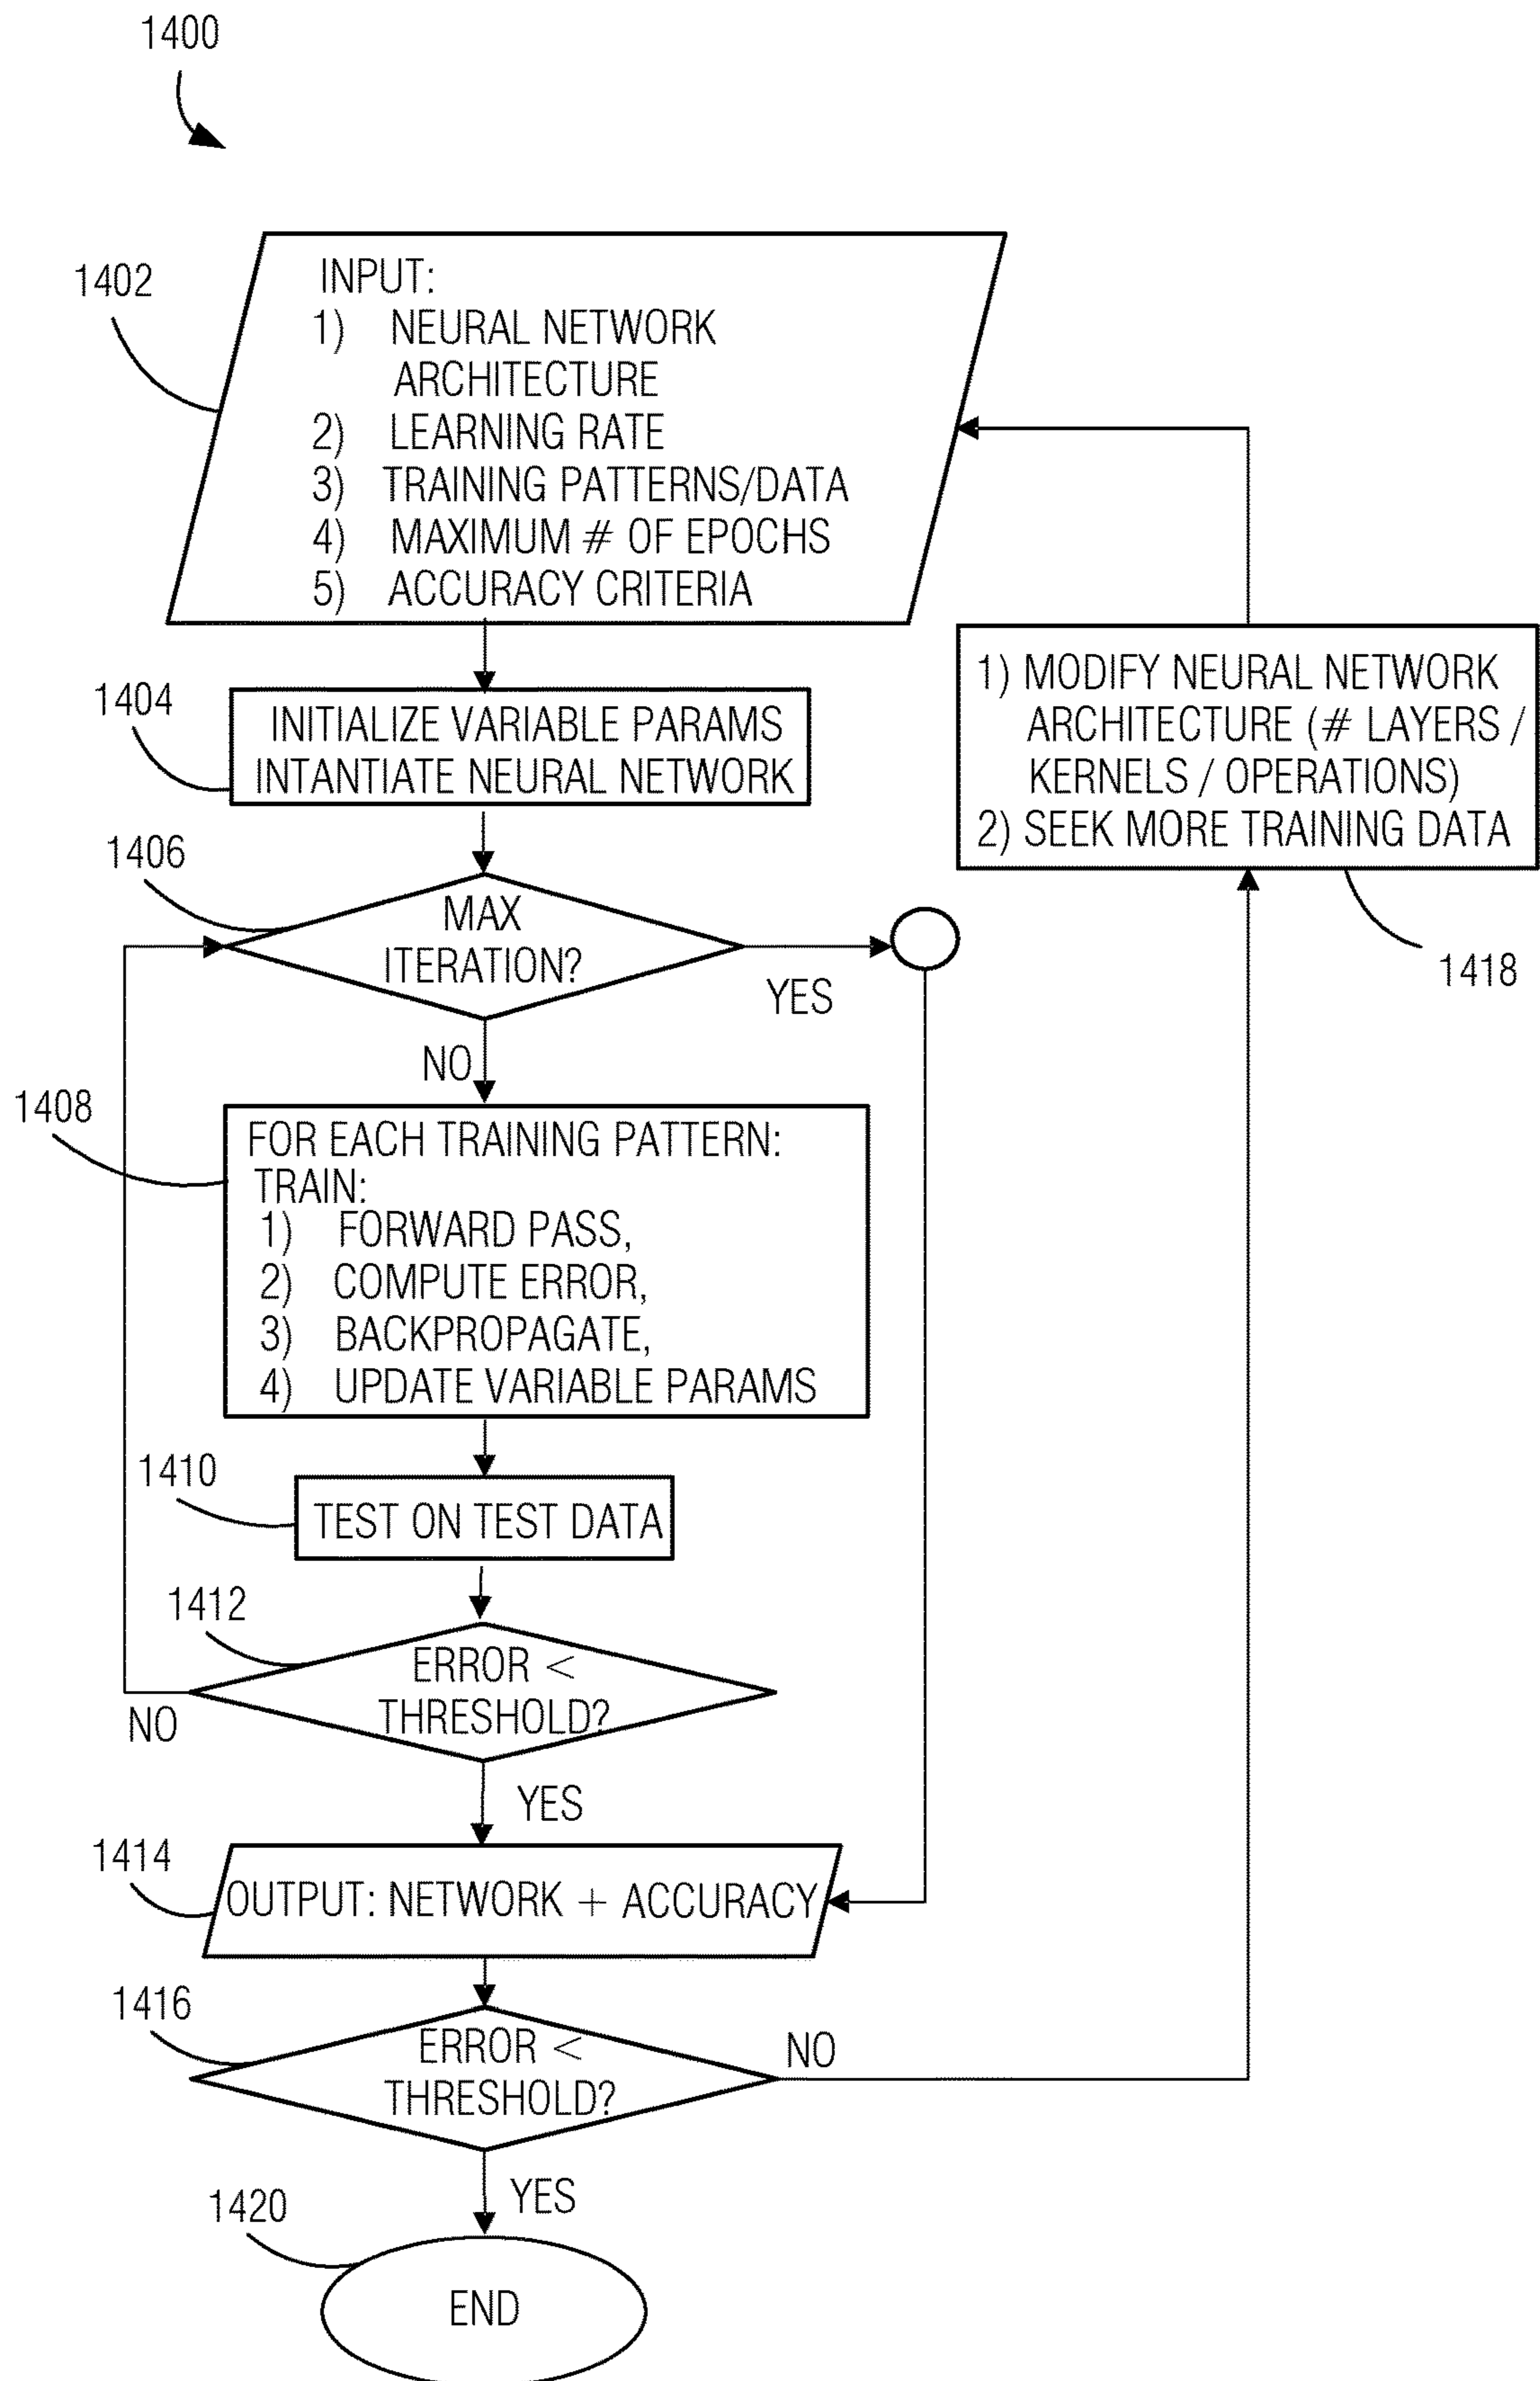 1400
1402
INPUT:
1) NEURAL NETWORK
ARCHITECTURE
2) LEARNING RATE
3) TRAINING PATTERNS/DATA
4) MAXIMUM # OF EPOCHS
5) ACCURACY CRITERIA
1404
INITIALIZE VARIABLE PARAMS
INTANTIATE NEURAL NETWORK
1) MODIFY NEURAL NETWORK
ARCHITECTURE (# LAYERS /
KERNELS / OPERATIONS)
2) SEEK MORE TRAINING DATA
1418
1406
MAX
ITERATION?
YES
NO
1408
FOR EACH TRAINING PATTERN:
TRAIN:
1) FORWARD PASS,
2) COMPUTE ERROR,
3) BACKPROPAGATE,
4) UPDATE VARIABLE PARAMS
1410
TEST ON TEST DATA
1412
ERROR <
THRESHOLD?
NO
YES
1414
OUTPUT: NETWORK + ACCURACY
1416
ERROR <
THRESHOLD?
NO
YES
1420
END